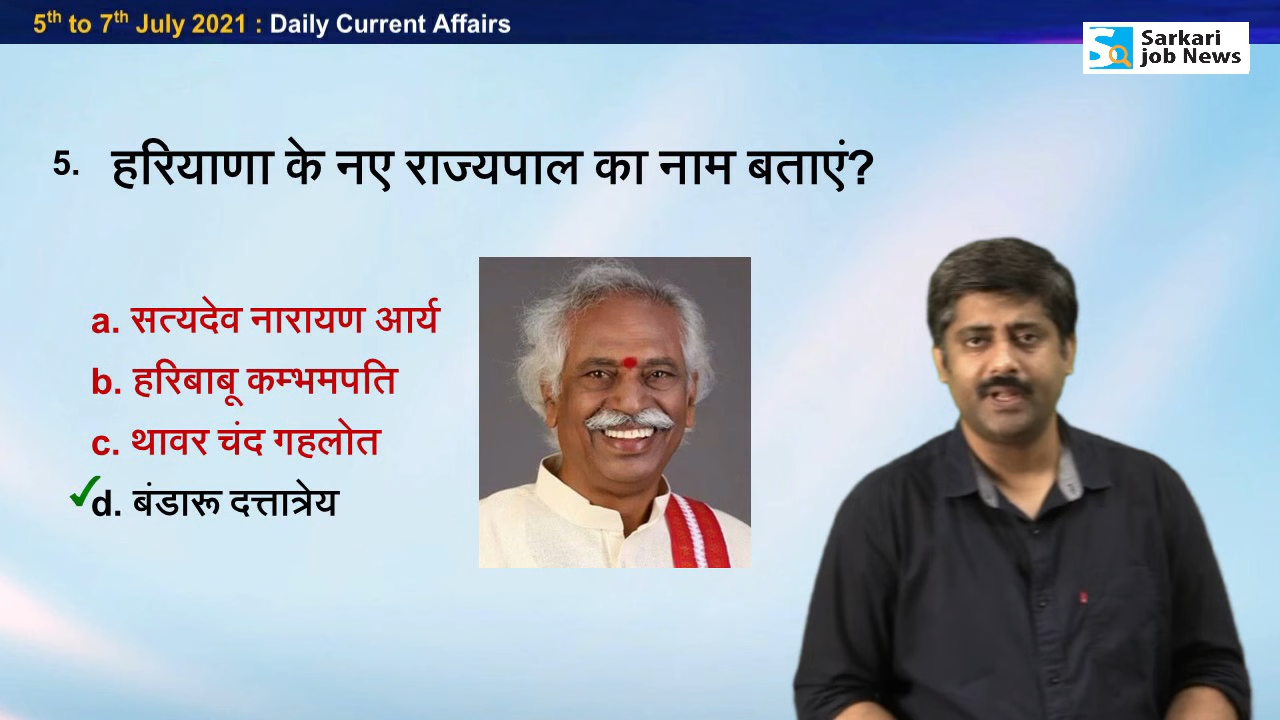 5th to 7th July 2021 : Daily Current Affairs
Sarkari
job News
5. हरियाणा के नए राज्यपाल का नाम बताएं?
a. सत्यदेव नारायण आर्य
b. हरिबाबू कम्भमपति
c. थावर चंद गहलोत
d. बंडारू दत्तात्रेय